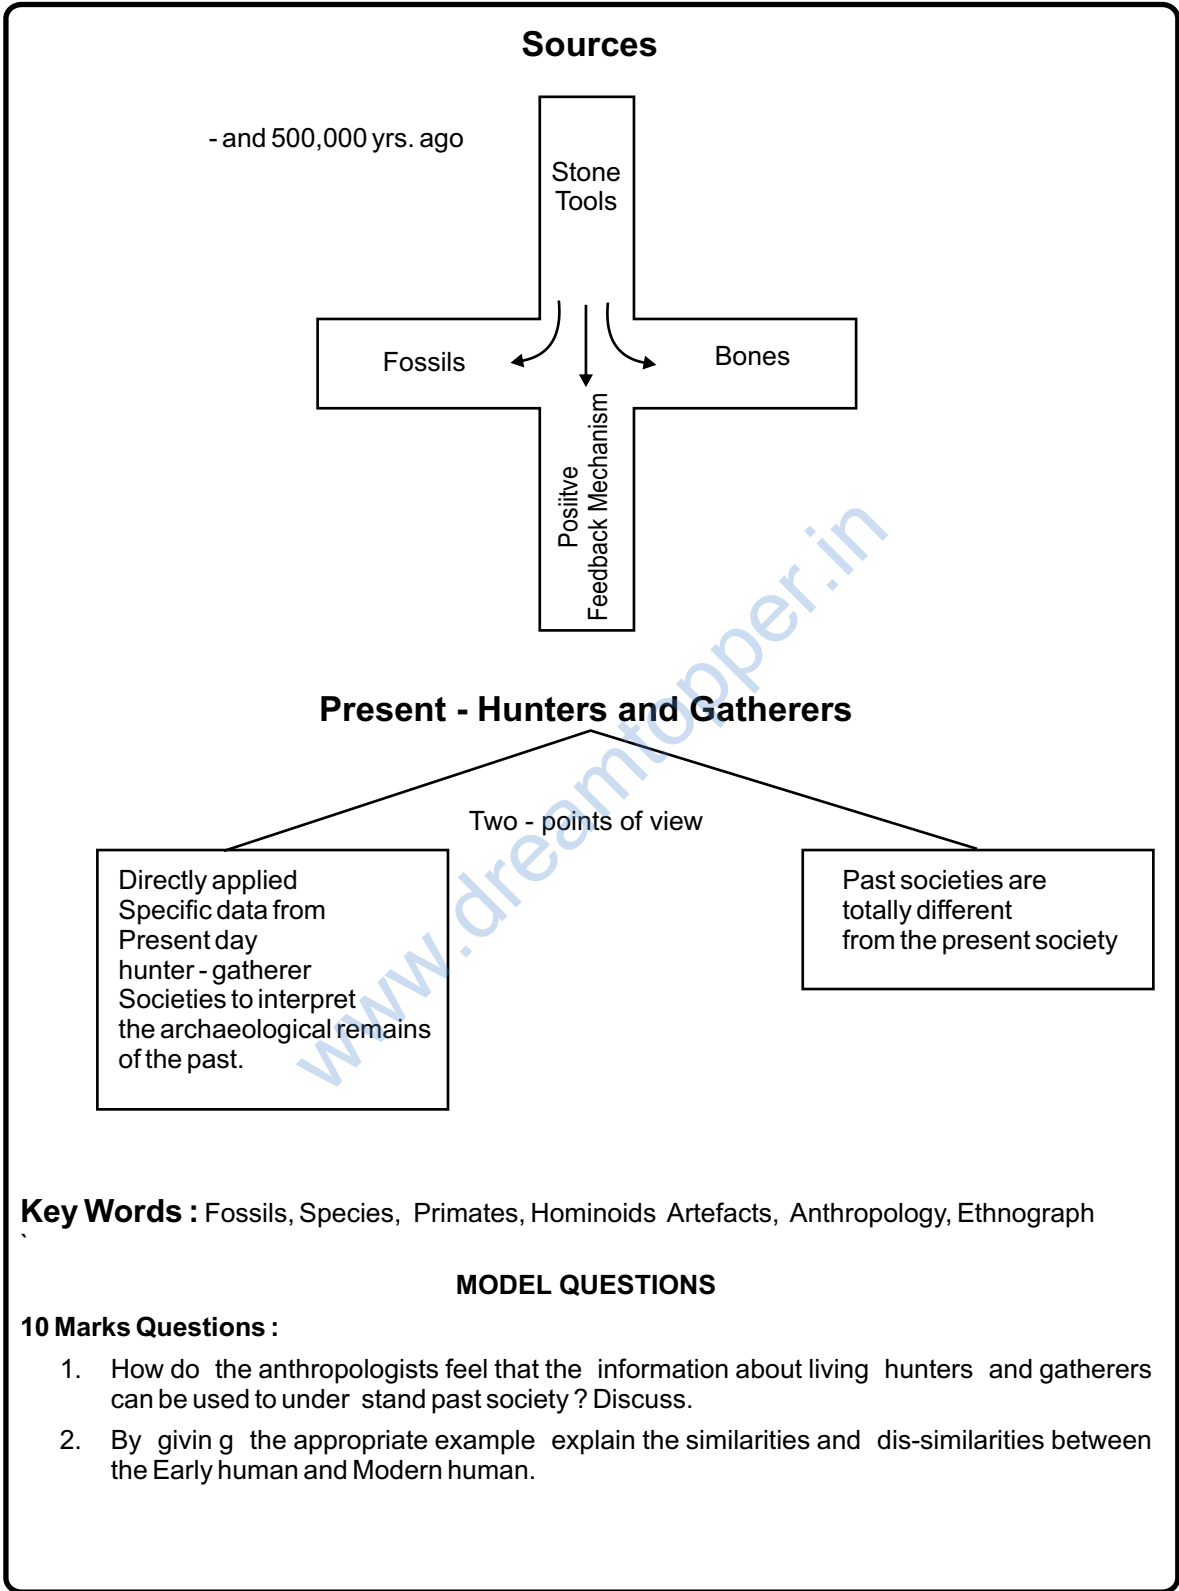 Sources
- and 500,000 yrs. ago
Stone
Tools
Fossils
Bones
Posiitve
Feedback Mechanism
Present - Hunters and Gatherers
Two - points of view
Directly applied
Specific data from
Present day
hunter - gatherer
Societies to interpret
the archaeological remains
of the past.
Past societies are
totally different
from the present society
www.dreamtopper.in
Key Words : Fossils, Species, Primates, Hominoids Artefacts, Anthropology, Ethnograph
`
MODEL QUESTIONS
10 Marks Questions :
1. How do the anthropologists feel that the information about living hunters and gatherers
can be used to under stand past society ? Discuss.
2. By givin g the appropriate example explain the similarities and dis-similarities between
the Early human and Modern human.